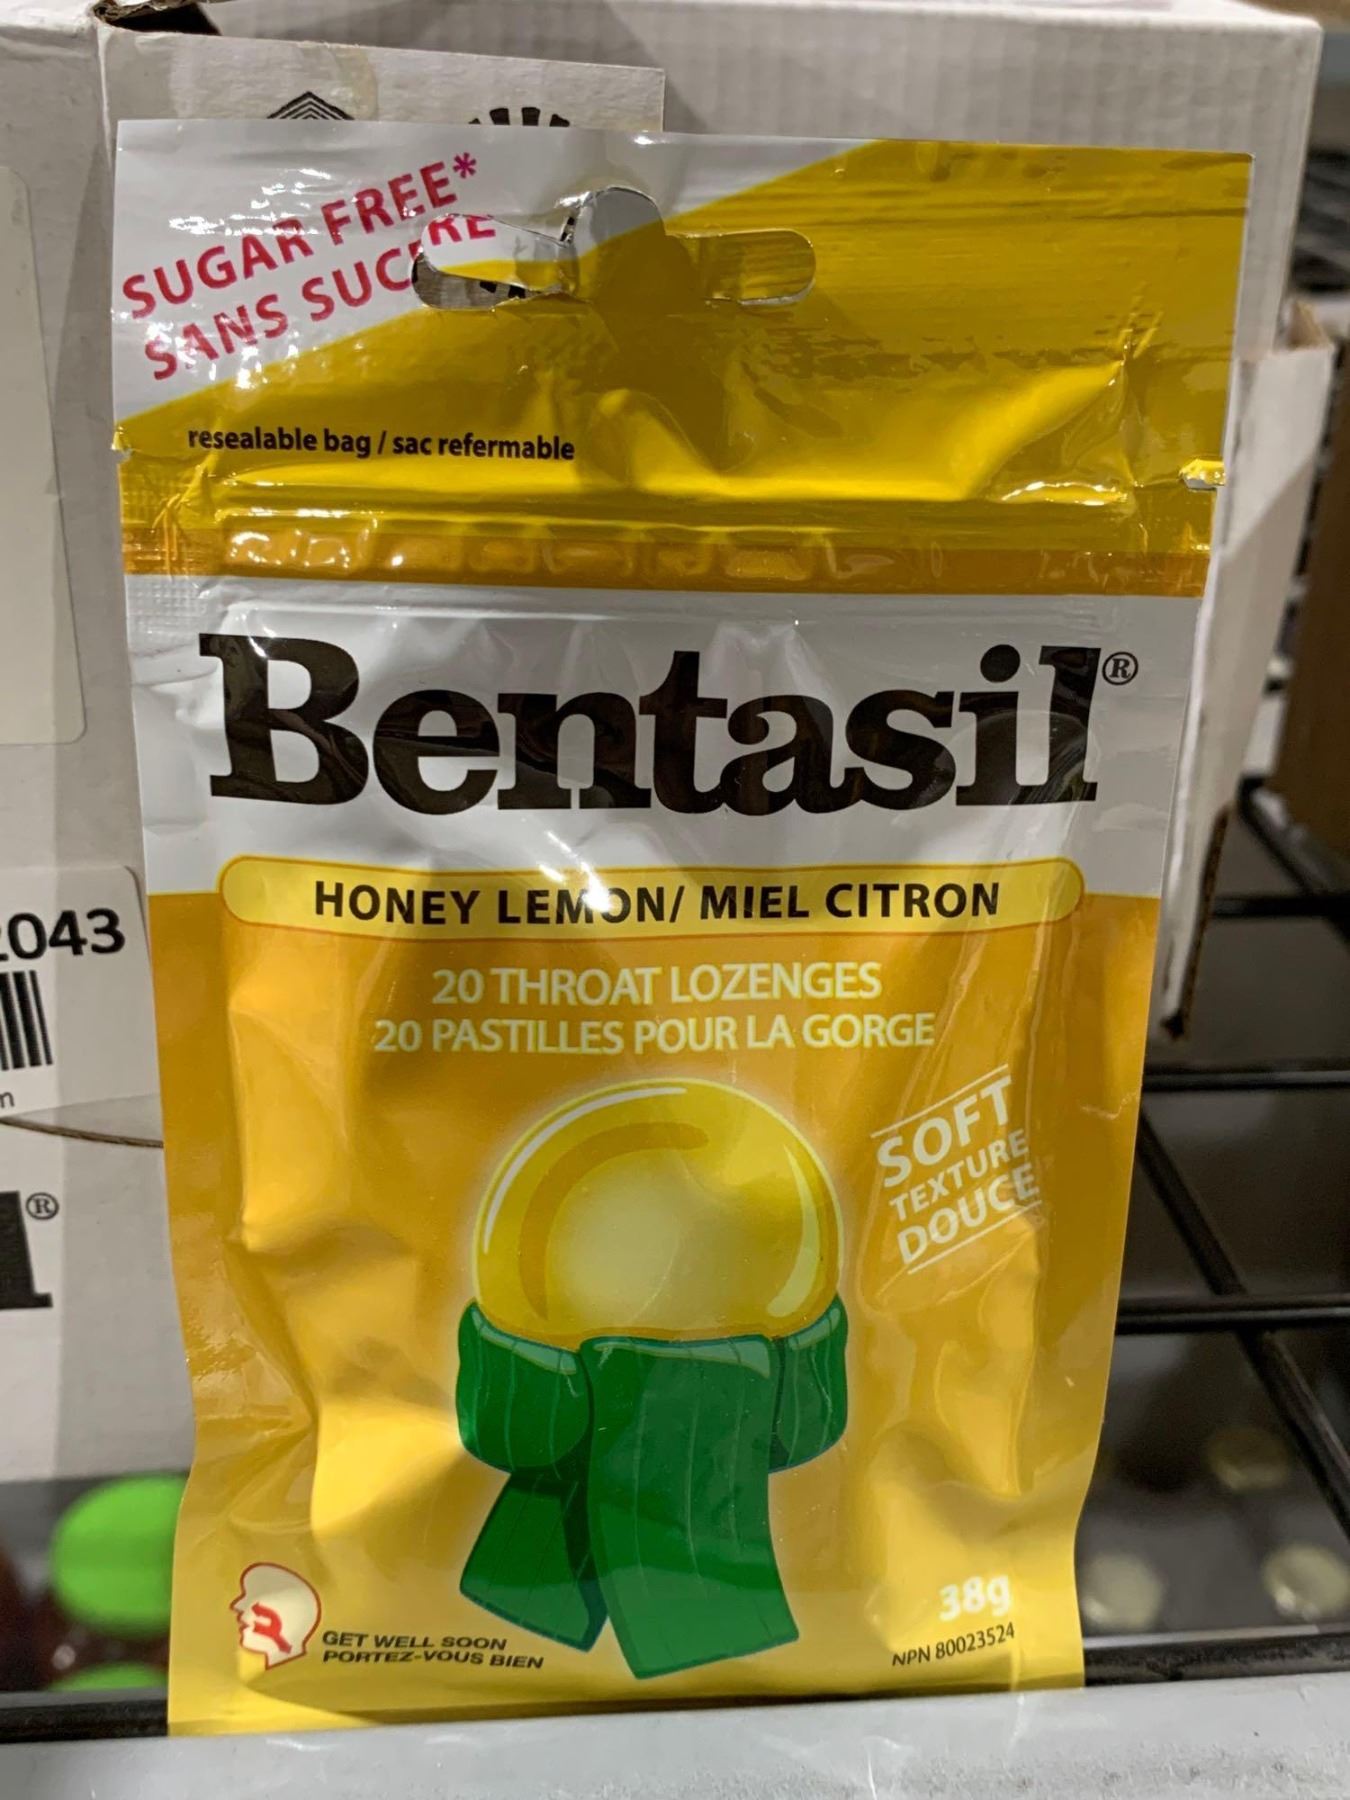 SUGAR FREE*
SANS SUCRE
resealable bag / sac refermable
Bentasil®
HONEY LEMON/ MIEL CITRON
20 THROAT LOZENGES
20 PASTILLES POUR LA GORGE
SOFT
TEXTURE
DOUCE
38g
NPN 80023524
GET WELL SOON
PORTEZ-VOUS BIEN
043
®